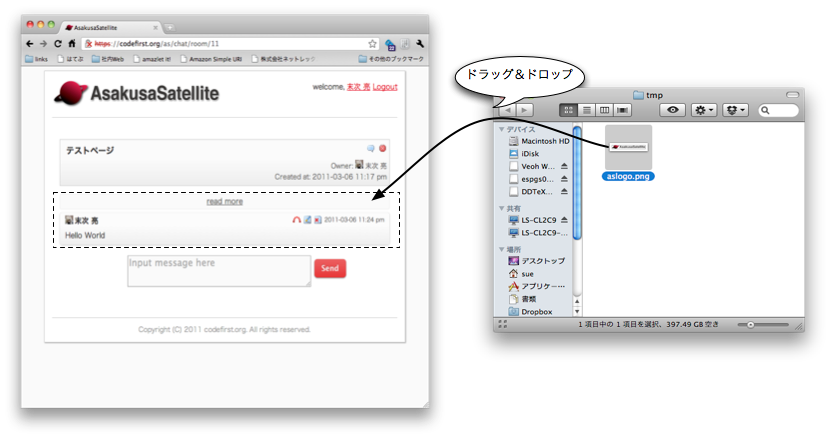 AsakusaSatellite
https://codefirst.org/as/chat/room/11
links はてぶ 社内Web amazlet it! Amazon Simple URI 株式会社ネットレック その他のブックマーク
AsakusaSatellite
welcome, 末次 亮 Logout
テストページ
Owner: 末次 亮
Created at: 2011-03-06 11:17 pm
read more
末次 亮 2011-03-06 11:24 pm
Hello World
Input message here
Send
Copyright (C) 2011 codefirst.org. All rights reserved.
ドラッグ＆ドロップ
tmp
デバイス
Macintosh HD
iDisk
Veoh W...
espgs0...
DDTeX...
共有
LS-CL2C9
LS-CL2C9-...
場所
デスクトップ
sue
アプリケー…
書類
Dropbox
AsakusaSatellite
aslogo.png
1 項目中の 1 項目を選択、397.49 GB 空き